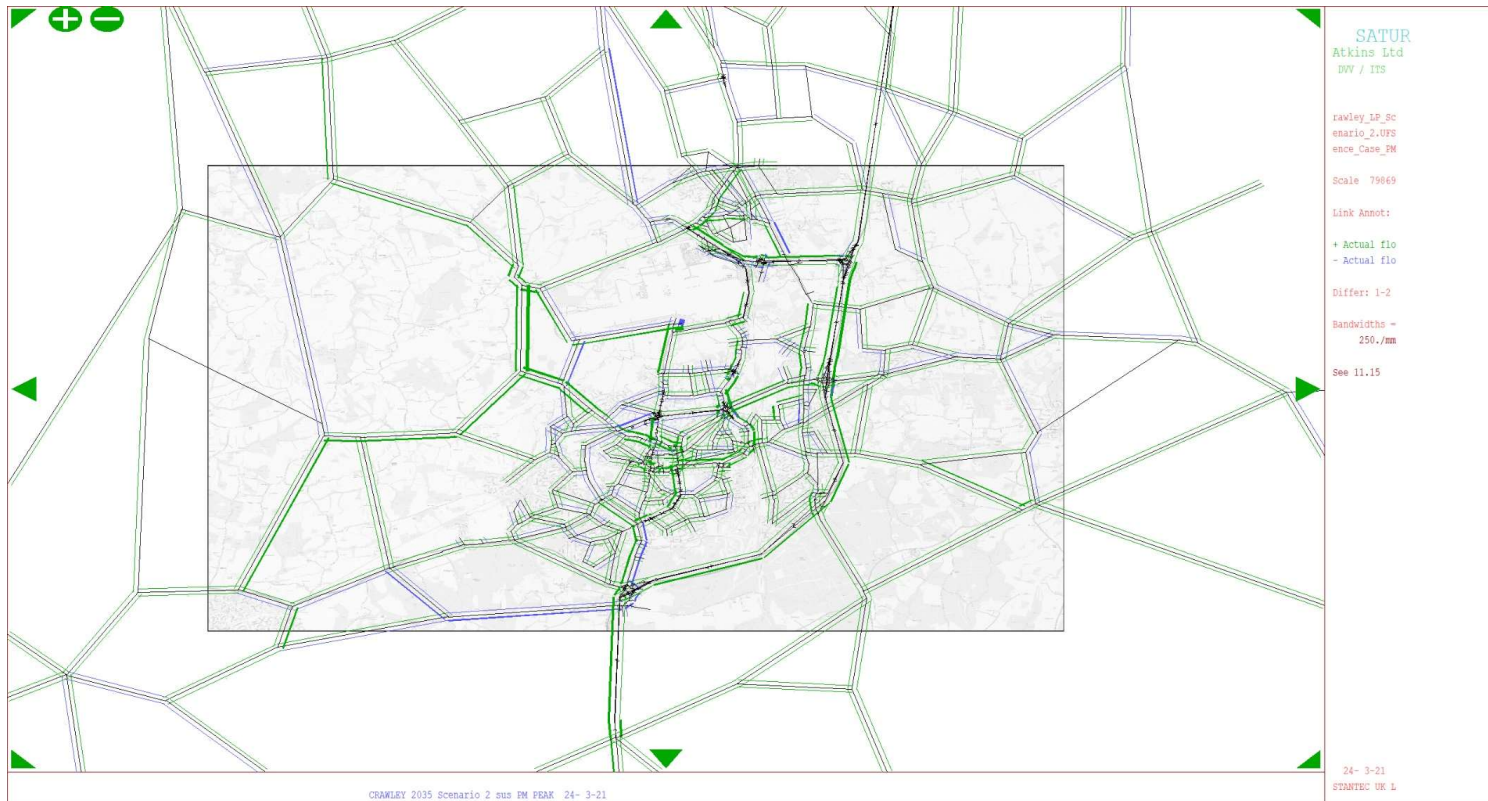 SATUR
Atkins Ltd
DVV / ITS
rawley_LP_Sc
enario_2.UFS
ence_Case_PM
Scale 79869
Link Annot:
+ Actual flo
- Actual flo
Differ: 1-2
Bandwidths =
250./mm
See 11.15
24- 3-21
STANTEC UK L
CRAWLEY 2035 Scenario 2 sus PM PEAK 24- 3-21